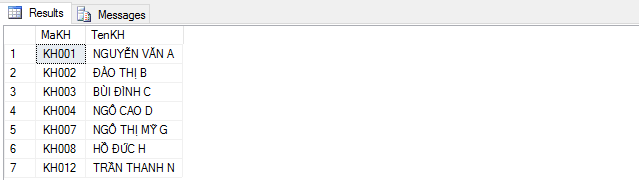 Results Messages
MaKH TenKH
1 KH001 NGUYỄN VĂN A
2 KH002 ĐÀO THỊ B
3 KH003 BÙI ĐÌNH C
4 KH004 NGÔ CAO D
5 KH007 NGÔ THỊ MỸ G
6 KH008 HỒ ĐỨC H
7 KH012 TRẦN THANH N